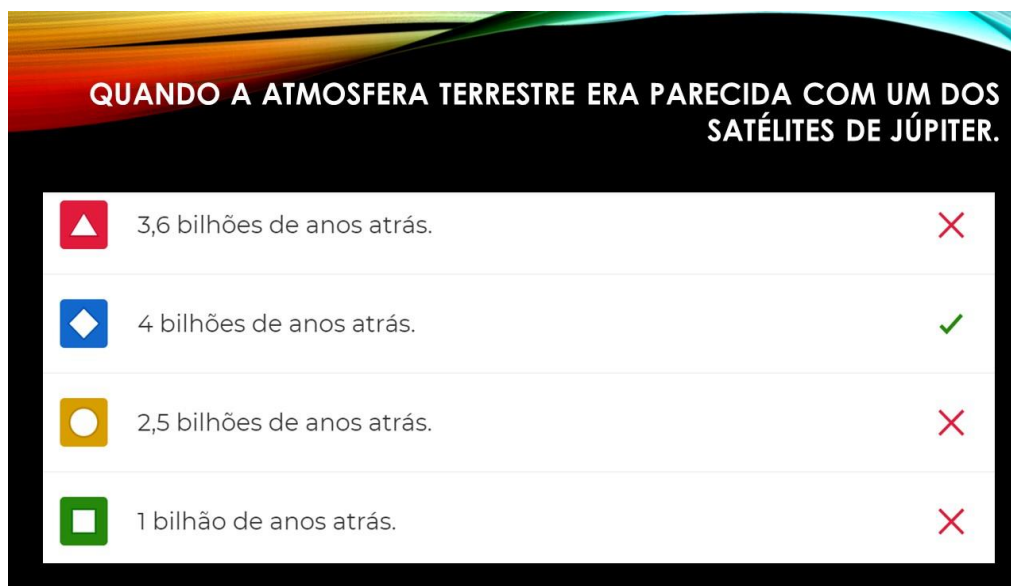 QUANDO A ATMOSFERA TERRESTRE ERA PARECIDA COM UM DOS
SATÉLITES DE JÚPITER.
3,6 bilhões de anos atrás.
4 bilhões de anos atrás.
2,5 bilhões de anos atrás.
1 bilhão de anos atrás.